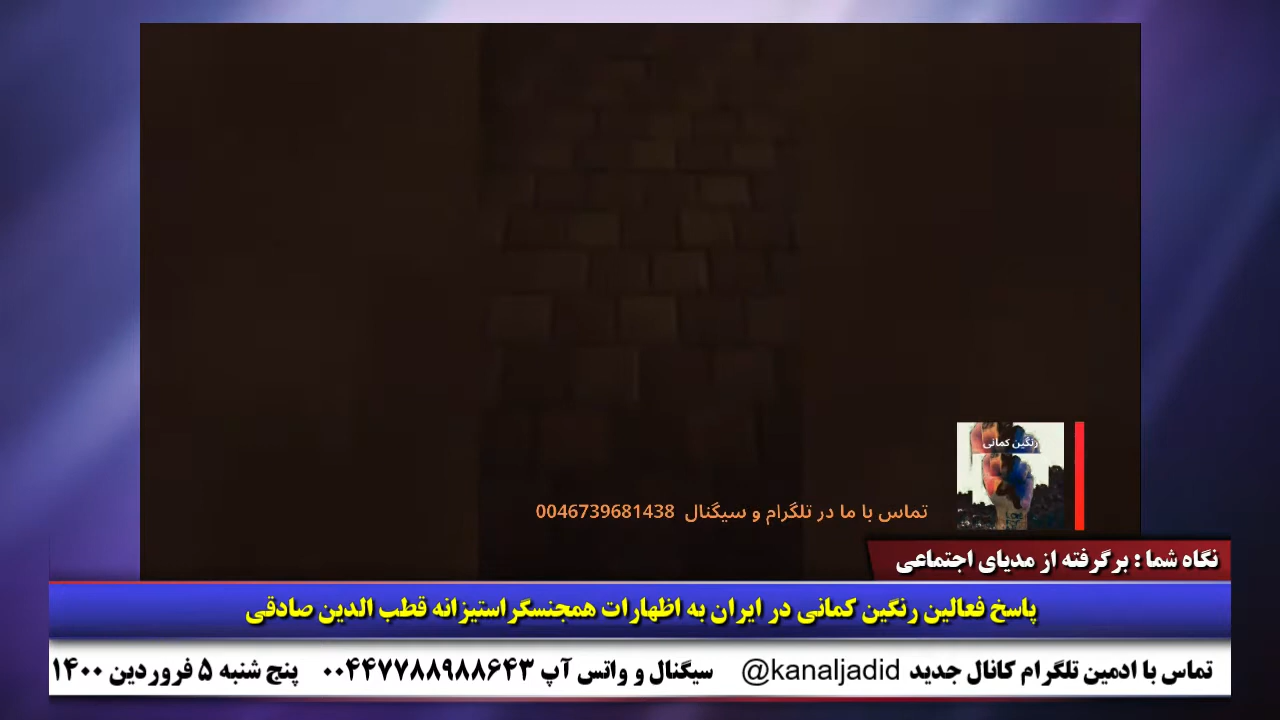 رنگین کمانی
تماس با ما در تلگرام و سیگنال 0046739681438
نگاه شما : برگرفته از مدیای اجتماعی
پاسخ فعالین رنگین کمانی در ایران به اظهارات همجنسگراستیزانه قطب الدین صادقی
تماس با ادمین تلگرام کانال جدید @kanaljadid سیگنال و واتس آپ ۰۰۴۴۷۷۸۸۹۸۸۶۴۳ پنج شنبه ۵ فروردین ۱۴۰۰